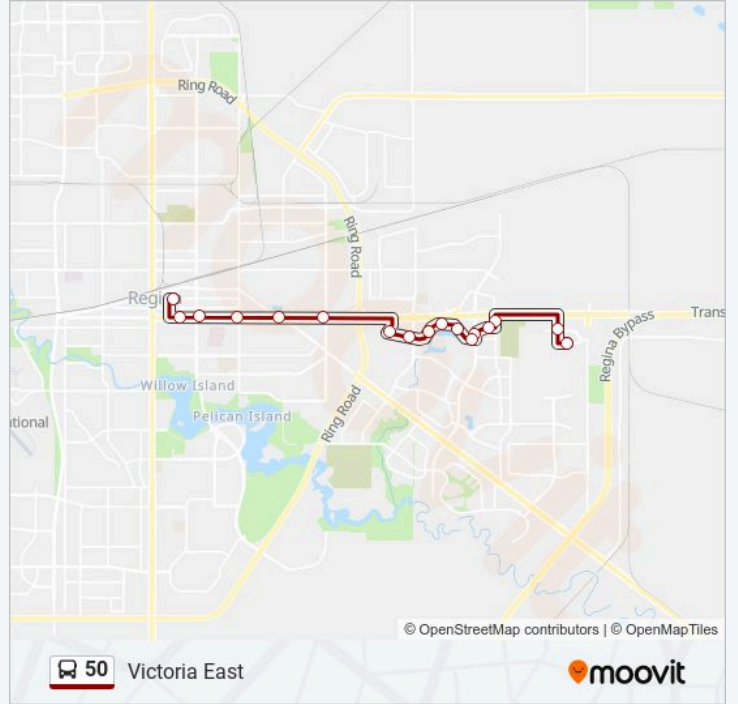 Ring Road
Ring Road
Regi
Trans
Regina Bypass
Willow Island
Pelican Island
Ring Road
tional
© OpenStreetMap contributors | © OpenMapTiles
50 Victoria East
moovit